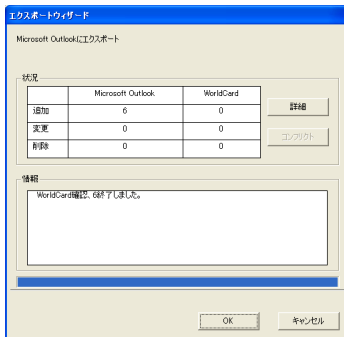 エクスポートウィザード
Microsoft Outlookにエクスポート
状況
Microsoft Outlook WorldCard
追加 6 0
変更 0 0
削除 0 0
詳細
コンフリクト
情報
WorldCard確認、6終了しました。
OK キャンセル